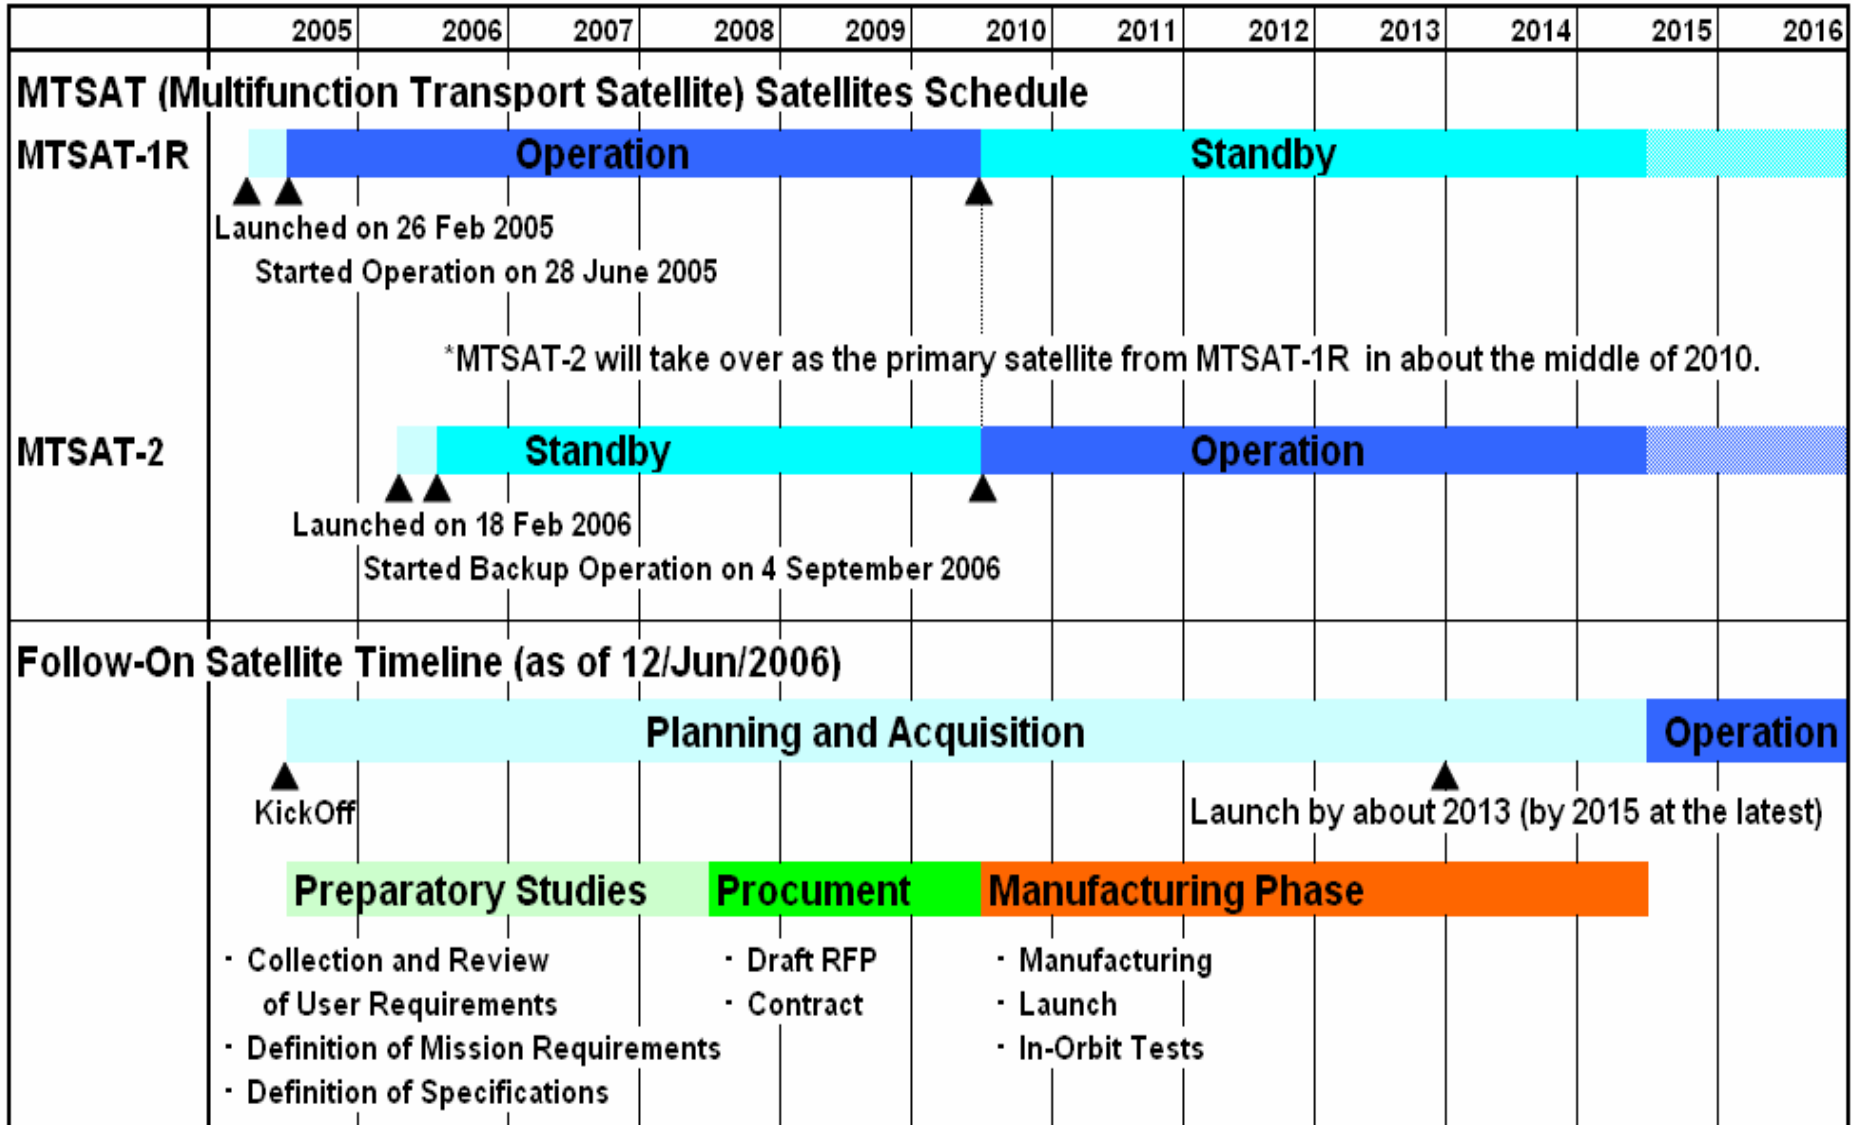 2005 2006 2007 2008 2009 2010 2011 2012 2013 2014 2015 2016
MTSAT (Multifunction Transport Satellite) Satellites Schedule
MTSAT-1R Operation Standby
Launched on 26 Feb 2005
Started Operation on 28 June 2005
*MTSAT-2 will take over as the primary satellite from MTSAT-1R in about the middle of 2010.
MTSAT-2 Standby Operation
Launched on 18 Feb 2006
Started Backup Operation on 4 September 2006
Follow-On Satellite Timeline (as of 12/Jun/2006)
Planning and Acquisition Operation
KickOff Launch by about 2013 (by 2015 at the latest)
Preparatory Studies Procument Manufacturing Phase
- Collection and Review
of User Requirements
- Definition of Mission Requirements
- Definition of Specifications
- Draft RFP
- Contract
- Manufacturing
- Launch
- In-Orbit Tests